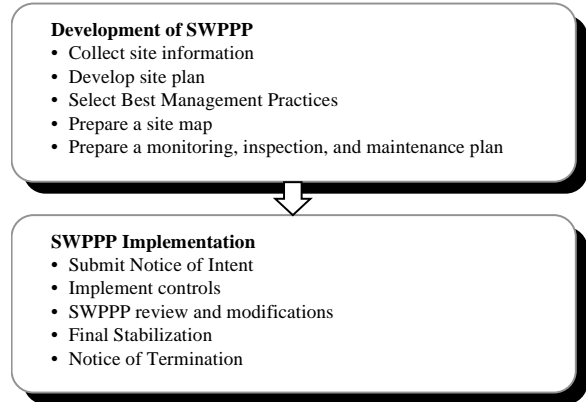 Development of SWPPP
• Collect site information
• Develop site plan
• Select Best Management Practices
• Prepare a site map
• Prepare a monitoring, inspection, and maintenance plan
SWPPP Implementation
• Submit Notice of Intent
• Implement controls
• SWPPP review and modifications
• Final Stabilization
• Notice of Termination